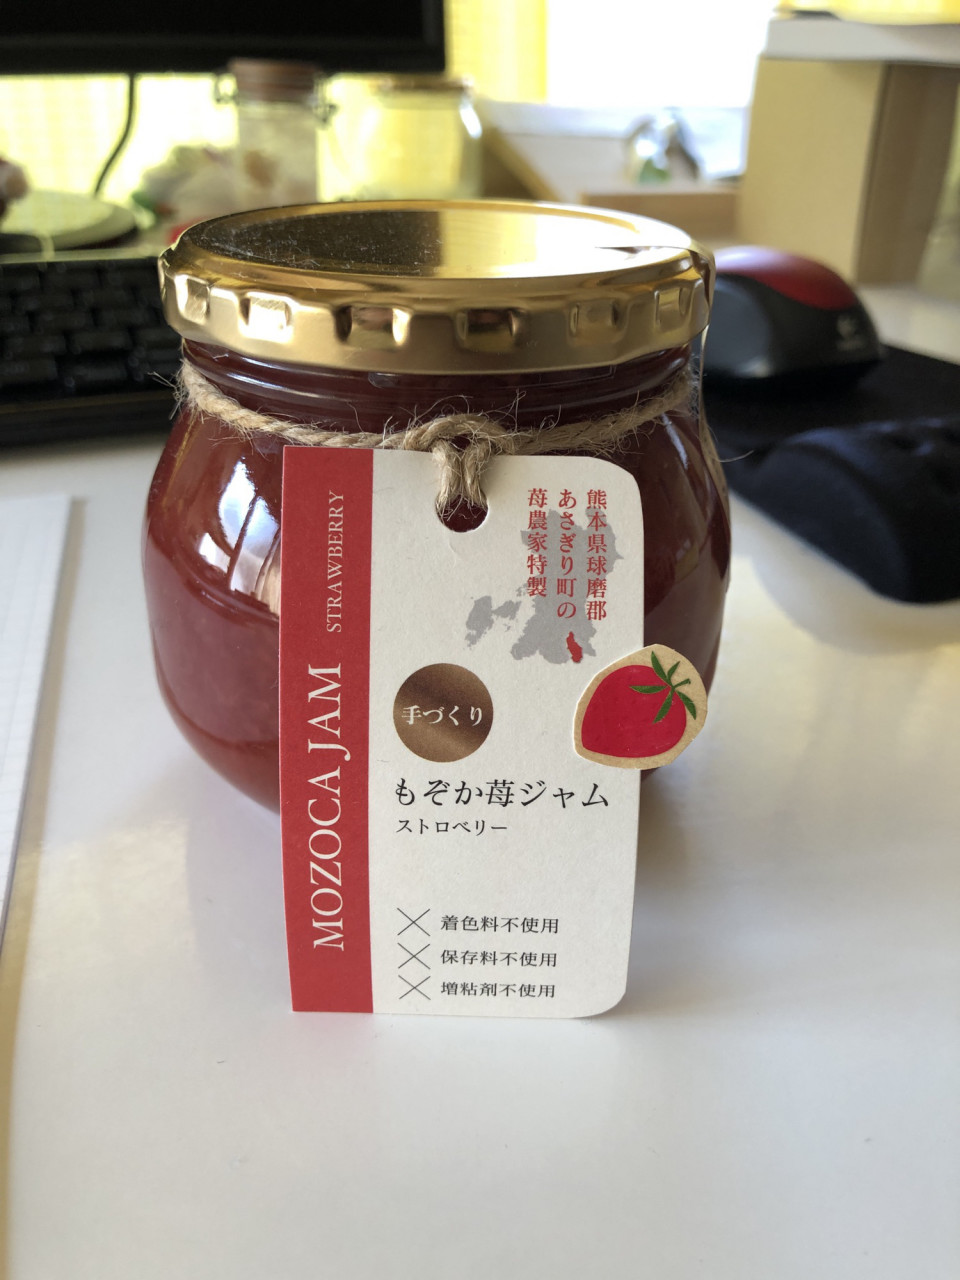 熊本県球磨郡
あさぎり町の
苺農家特製
MOZOCA JAM STRAWBERRY
手づくり
もぞか苺ジャム
ストロベリー
着色料不使用
保存料不使用
増粘剤不使用